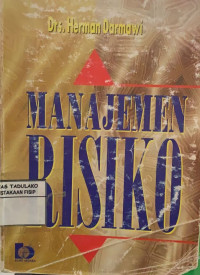 Drs. Herman Darmawi
MANAJEMEN
RISIKO
AS TADULAKO
STAKAAN FISIP